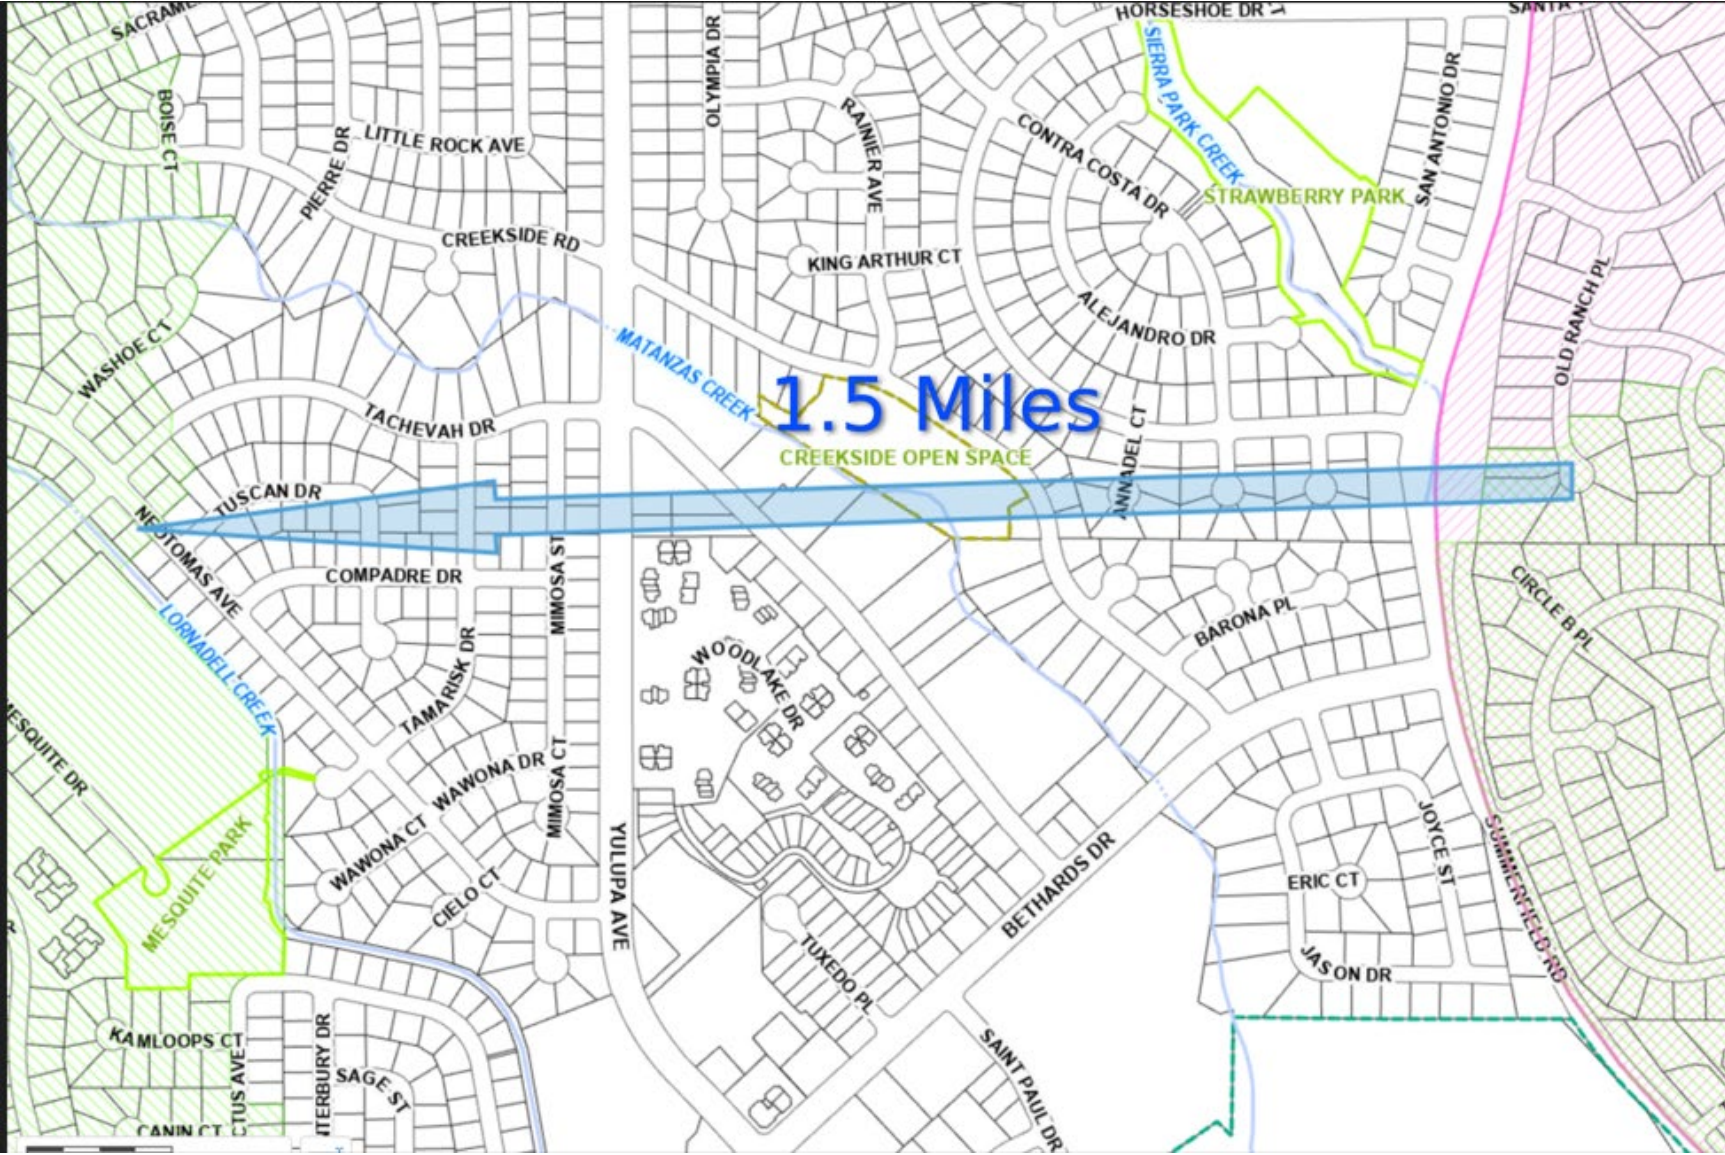 HORSESHOE DR
SACRAM
BOISE CT
LITTLE ROCK AVE
PIERRE DR
OLYMPIA DR
RAINIER AVE
CONTRA COSTA DR
SIERRA PARK CREEK
SAN ANTONIO DR
STRAWBERRY PARK
CREEKSIDE RD
KING ARTHUR CT
ALEJANDRO DR
OLD RANCH PL
WASHOE CT
MATANZAS CREEK
TACHEVAH DR
1.5 Miles
CREEKSIDE OPEN SPACE
ANNADEL CT
TUSCAN DR
NEOTOMAS AVE
COMPADRE DR
MIMOSA ST
LORNADELL CREEK
TAMARISK DR
WOODLAKE DR
BARONA PL
CIRCLE B PL
MESQUITE DR
WAWONA DR
MIMOSA CT
WAWONA CT
MESQUITE PARK
CIELO CT
YULUPA AVE
BETHARDS DR
ERIC CT
JOYCE ST
SUMMERFIELD RD
TUXEDO PL
JASON DR
KAMLOOPS CT
CTUS AVE
NTERBURY DR
SAGE ST
SAINT PAUL DR
CANIN CT